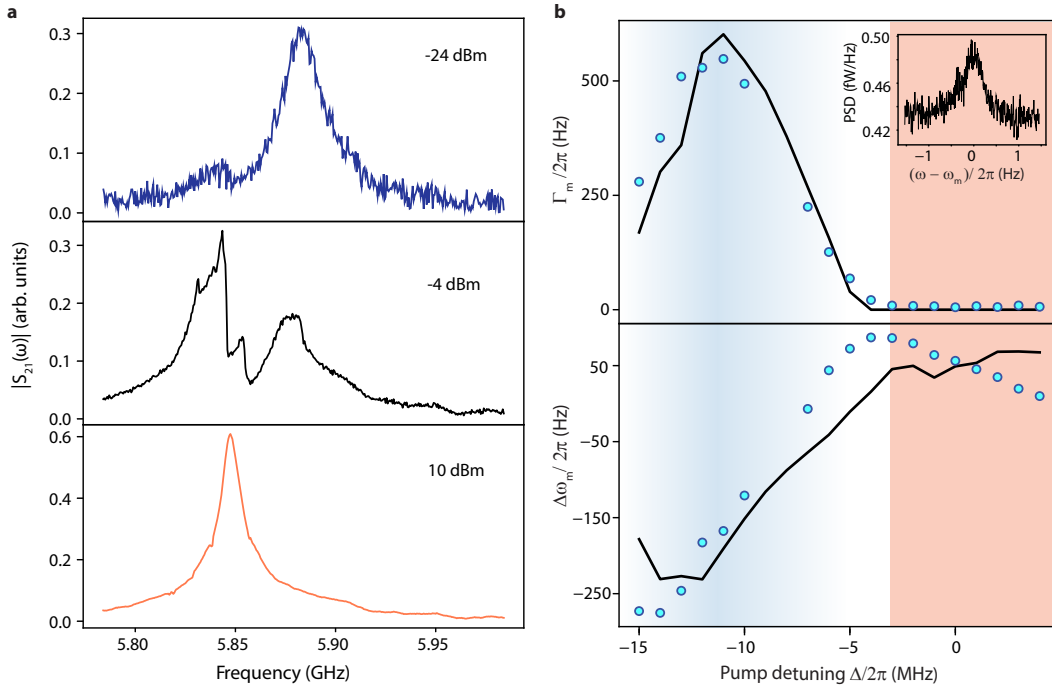 a
0.3
0.2
0.1
0.0
-24 dBm
0.3
0.2
0.1
0.0
-4 dBm
0.6
0.4
0.2
0.0
10 dBm
|S₂₁(ω)| (arb. units)
5.80
5.85
5.90
5.95
Frequency (GHz)
b
500
250
0
Γₘ/2π (Hz)
0.50
0.46
0.42
PSD (fW/Hz)
−1
0
1
(ω − ωₘ)/ 2π (Hz)
50
−50
−150
−250
Δωₘ/ 2π (Hz)
−15
−10
−5
0
Pump detuning Δ/2π (MHz)